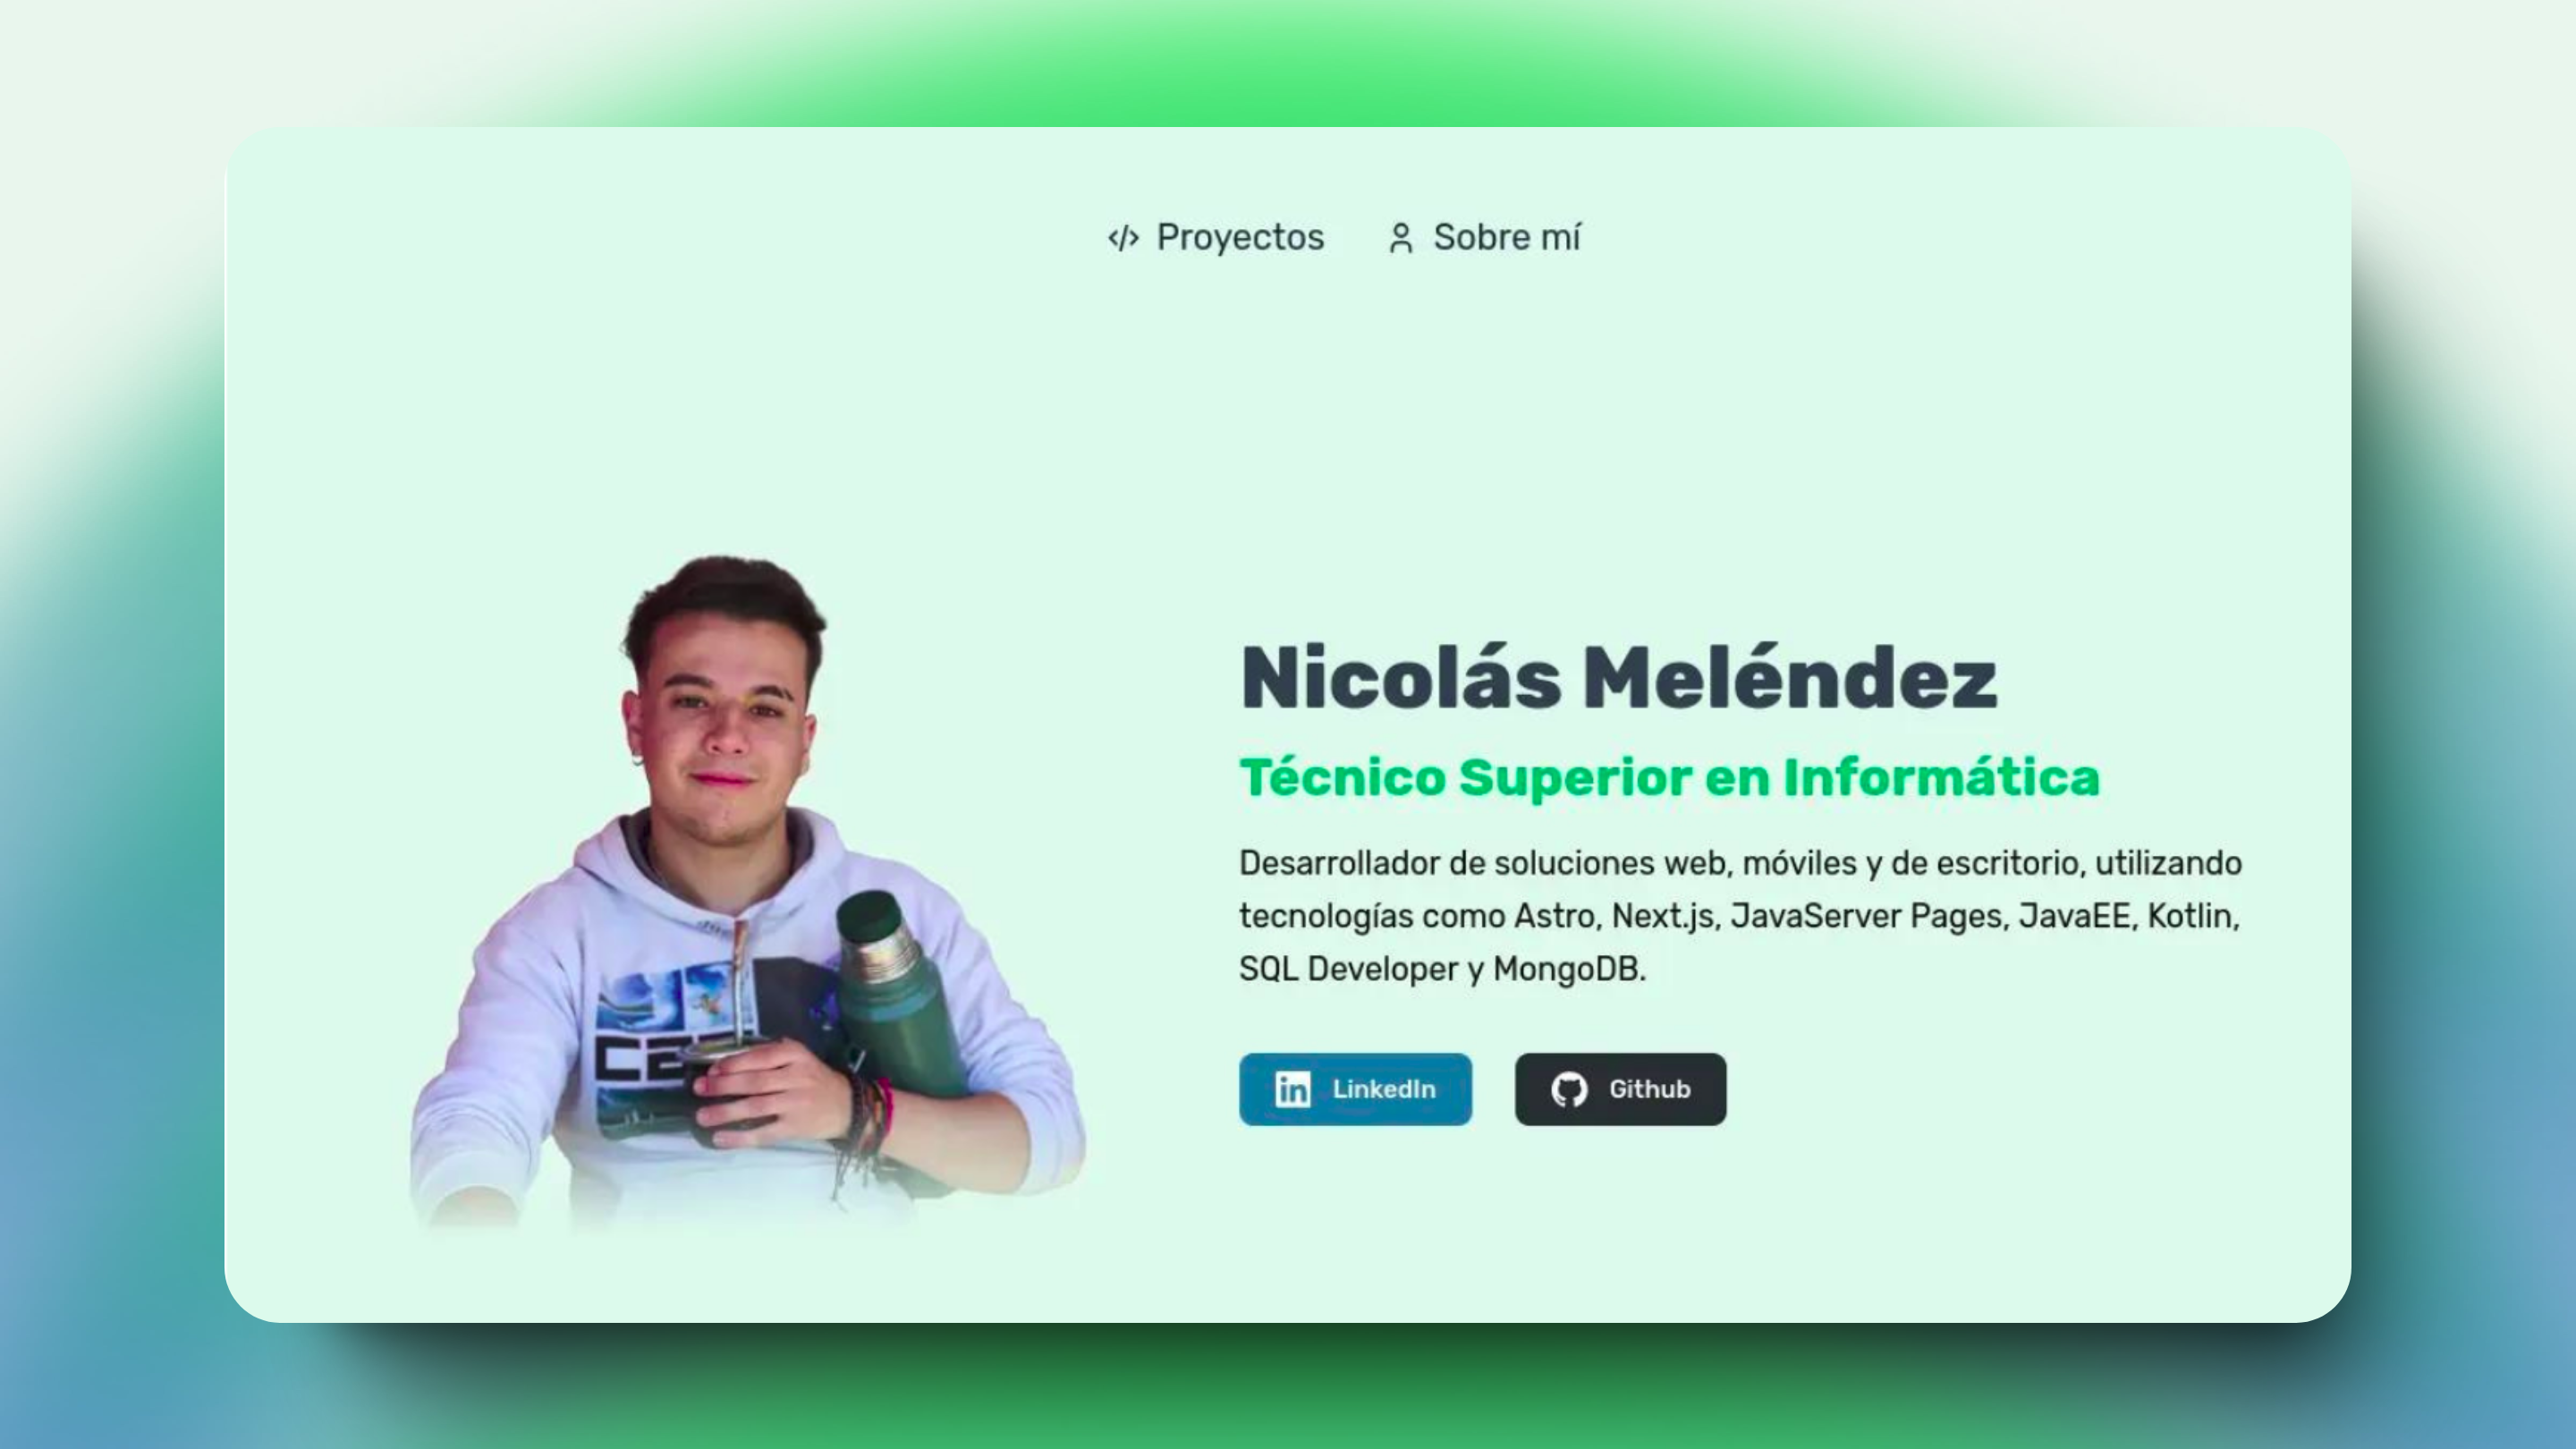 Proyectos
Sobre mí
Nicolás Meléndez
Técnico Superior en Informática
Desarrollador de soluciones web, móviles y de escritorio, utilizando
tecnologías como Astro, Next.js, JavaServer Pages, JavaEE, Kotlin,
SQL Developer y MongoDB.
LinkedIn
Github